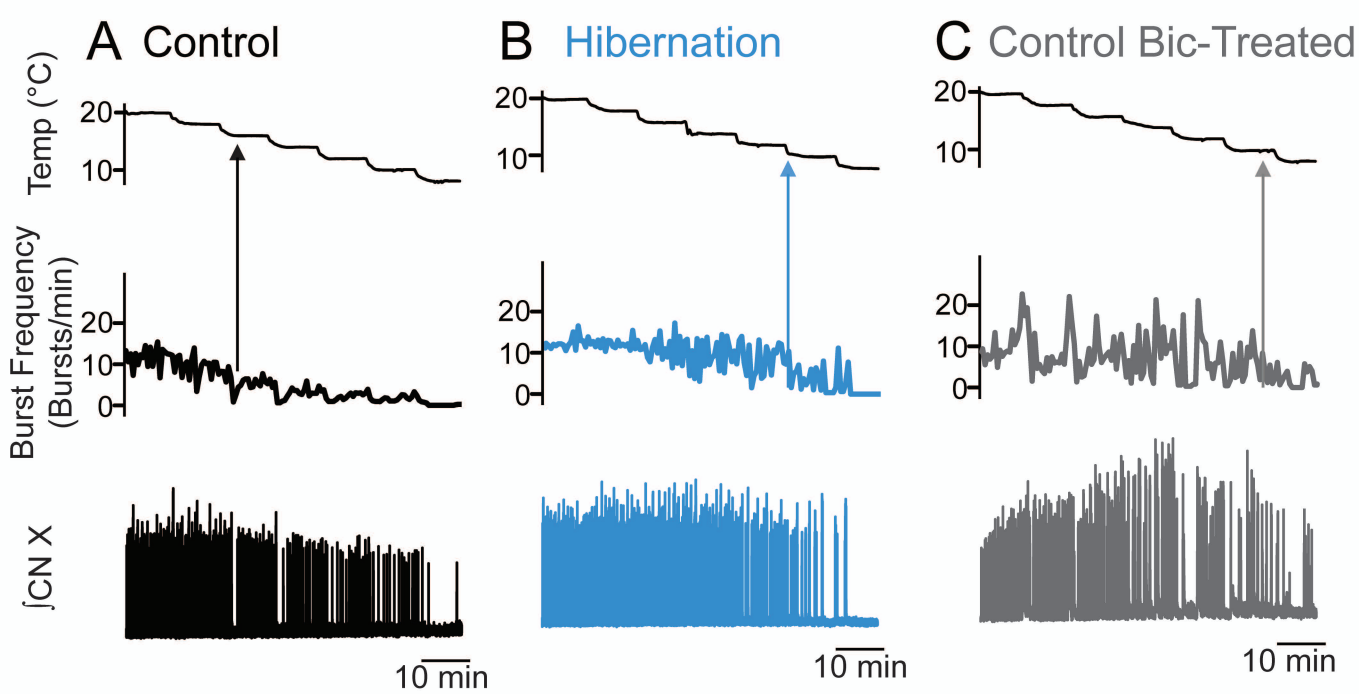 A Control
B Hibernation
C Control Bic-Treated
Temp (°C)
20
10
20
10
20
10
Burst Frequency
(Bursts/min)
20
10
0
20
10
0
20
10
0
∫CN X
10 min
10 min
10 min